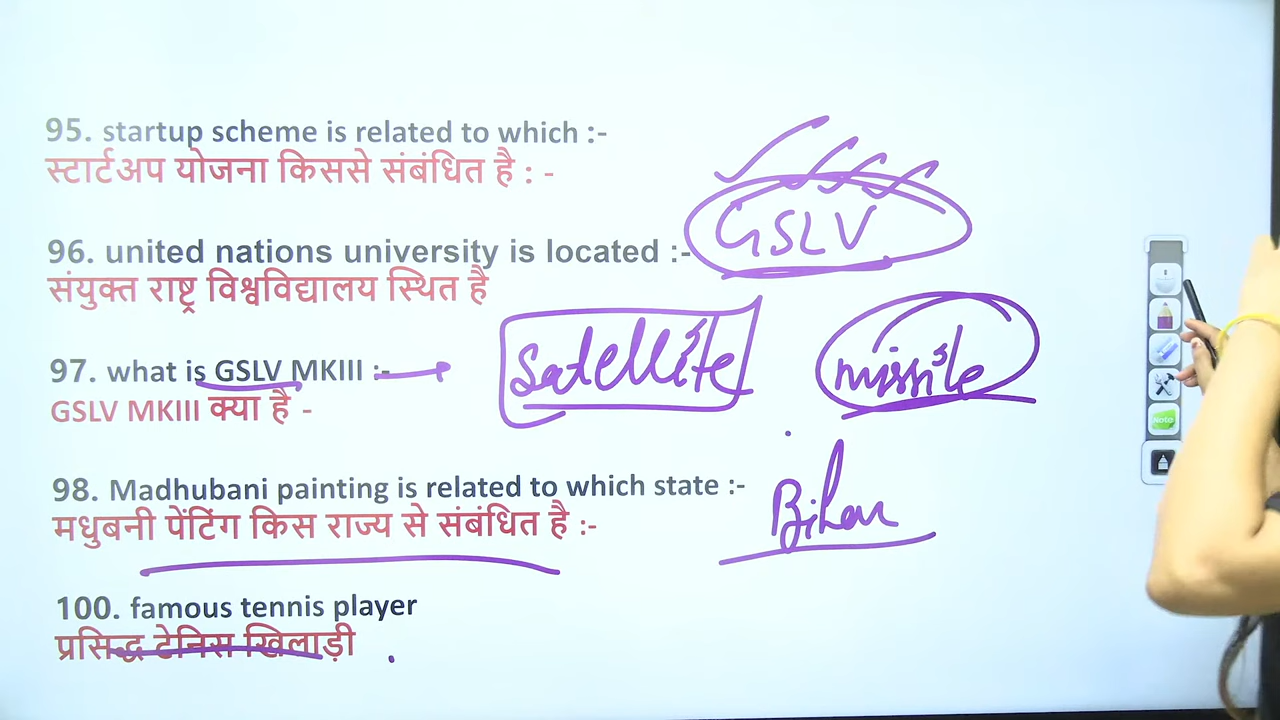 95. startup scheme is related to which :-
स्टार्टअप योजना किससे संबंधित है : -
GSLV
96. united nations university is located :-
संयुक्त राष्ट्र विश्वविद्यालय स्थित है
97. what is GSLV MKIII :-
Satellite missile
GSLV MKIII क्या है -
98. Madhubani painting is related to which state :-
Bihar
मधुबनी पेंटिंग किस राज्य से संबंधित है :-
100. famous tennis player
प्रसिद्ध टेनिस खिलाड़ी
Note